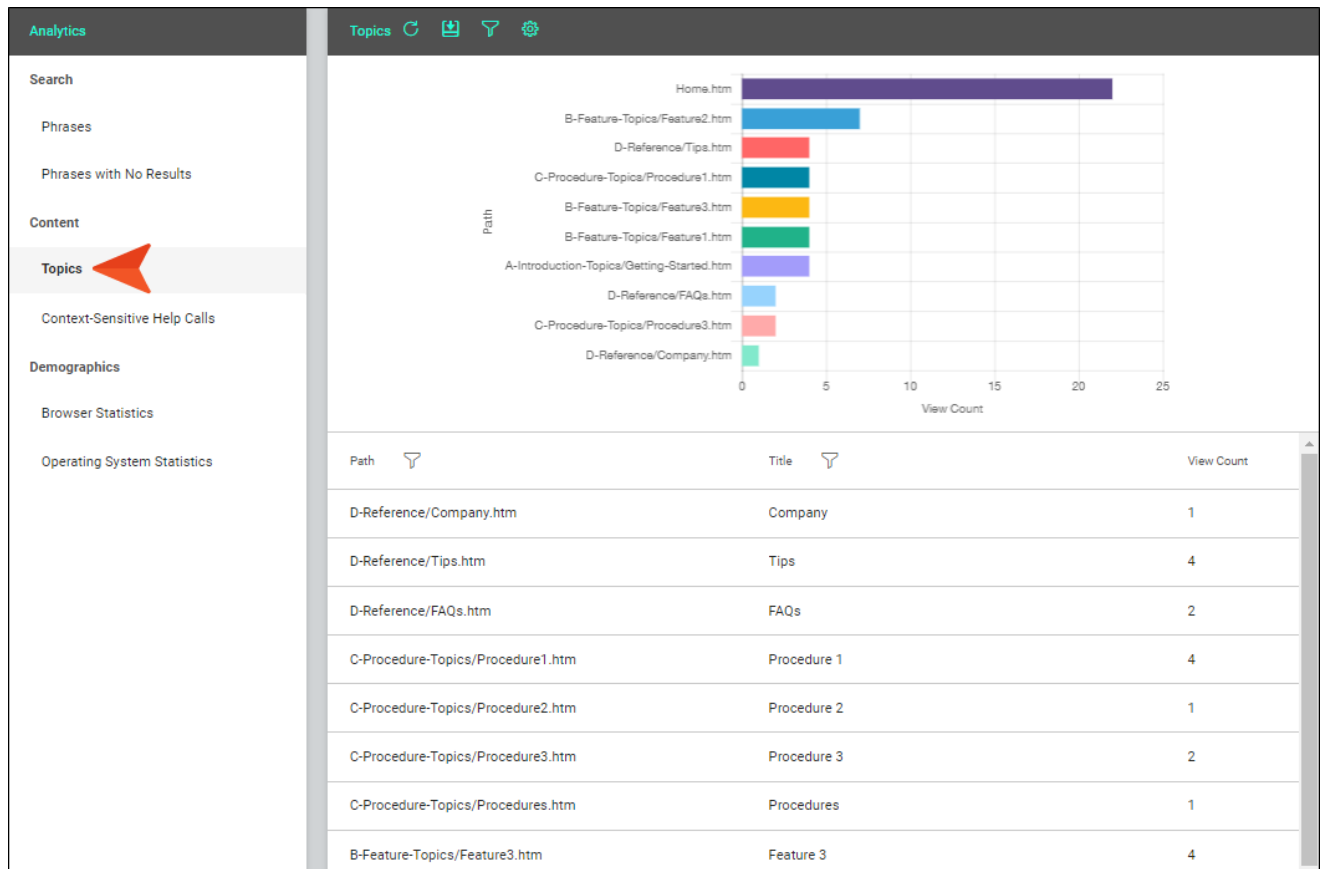 Analytics
Search
Phrases
Phrases with No Results
Content
Topics
Context-Sensitive Help Calls
Demographics
Browser Statistics
Operating System Statistics
Topics
Home.htm
B-Feature-Topics/Feature2.htm
D-Reference/Tips.htm
C-Procedure-Topics/Procedure1.htm
B-Feature-Topics/Feature3.htm
B-Feature-Topics/Feature1.htm
A-Introduction-Topics/Getting-Started.htm
D-Reference/FAQs.htm
C-Procedure-Topics/Procedure3.htm
D-Reference/Company.htm
Path
0 5 10 15 20 25
View Count
Path Title View Count
D-Reference/Company.htm Company 1
D-Reference/Tips.htm Tips 4
D-Reference/FAQs.htm FAQs 2
C-Procedure-Topics/Procedure1.htm Procedure 1 4
C-Procedure-Topics/Procedure2.htm Procedure 2 1
C-Procedure-Topics/Procedure3.htm Procedure 3 2
C-Procedure-Topics/Procedures.htm Procedures 1
B-Feature-Topics/Feature3.htm Feature 3 4